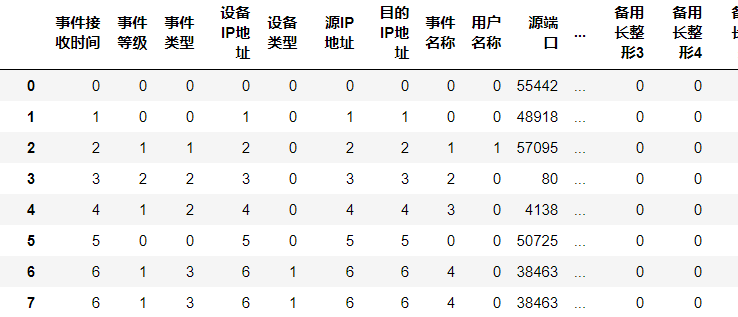 事件接收时间 事件等级 事件类型 设备IP地址 设备类型 源IP地址 目的IP地址 事件名称 用户名称 源端口 ... 备用长整形3 备用长整形4
0 0 0 0 0 0 0 0 0 0 55442 ... 0 0
1 1 0 0 1 0 1 1 0 0 48918 ... 0 0
2 2 1 1 2 0 2 2 1 1 57095 ... 0 0
3 3 2 2 3 0 3 3 2 0 80 ... 0 0
4 4 1 2 4 0 4 4 3 0 4138 ... 0 0
5 5 0 0 5 0 5 5 0 0 50725 ... 0 0
6 6 1 3 6 1 6 6 4 0 38463 ... 0 0
7 6 1 3 6 1 6 6 4 0 38463 ... 0 0